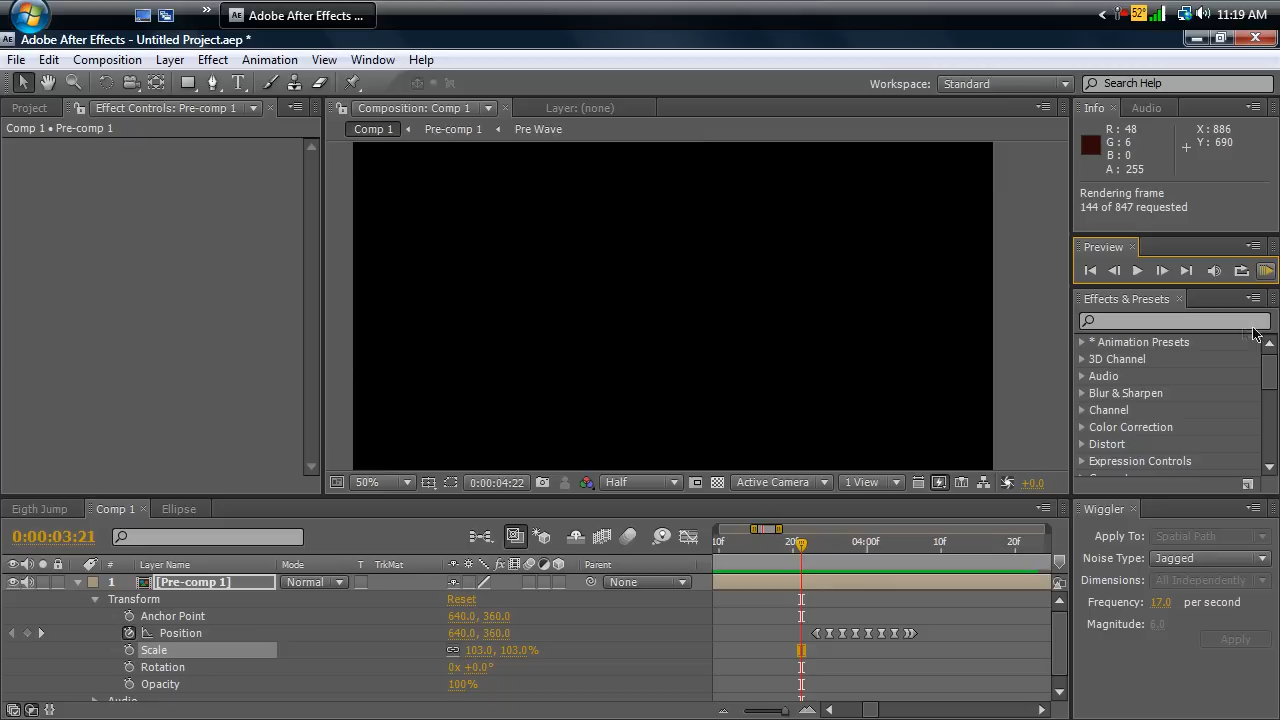 Adobe After Effects ...
52°
11:19 AM
Adobe After Effects - Untitled Project.aep *
File Edit Composition Layer Effect Animation View Window Help
Workspace: Standard Search Help
Project Effect Controls: Pre-comp 1 Composition: Comp 1 Layer: (none) Info Audio
Comp 1 • Pre-comp 1
Comp 1 Pre-comp 1 Pre Wave
R: 48 X: 886
G: 6 Y: 690
B: 0
A: 255
Rendering frame
144 of 847 requested
Preview
Effects & Presets
* Animation Presets
3D Channel
Audio
Blur & Sharpen
Channel
Color Correction
Distort
Expression Controls
50% 0:00:04:22 Half Active Camera 1 View +0.0
Eigth Jump Comp 1 Ellipse Wiggler
0:00:03:21
Apply To: Spatial Path
Noise Type: Jagged
Dimensions: All Independently
Frequency: 17.0 per second
Magnitude: 6.0
Apply
10f 20 04:00f 10f 20f
# Layer Name Mode T TrkMat Parent
1 [Pre-comp 1] Normal None
Transform Reset
Anchor Point 640.0, 360.0
Position 640.0, 360.0
Scale 103.0, 103.0%
Rotation 0x +0.0°
Opacity 100%